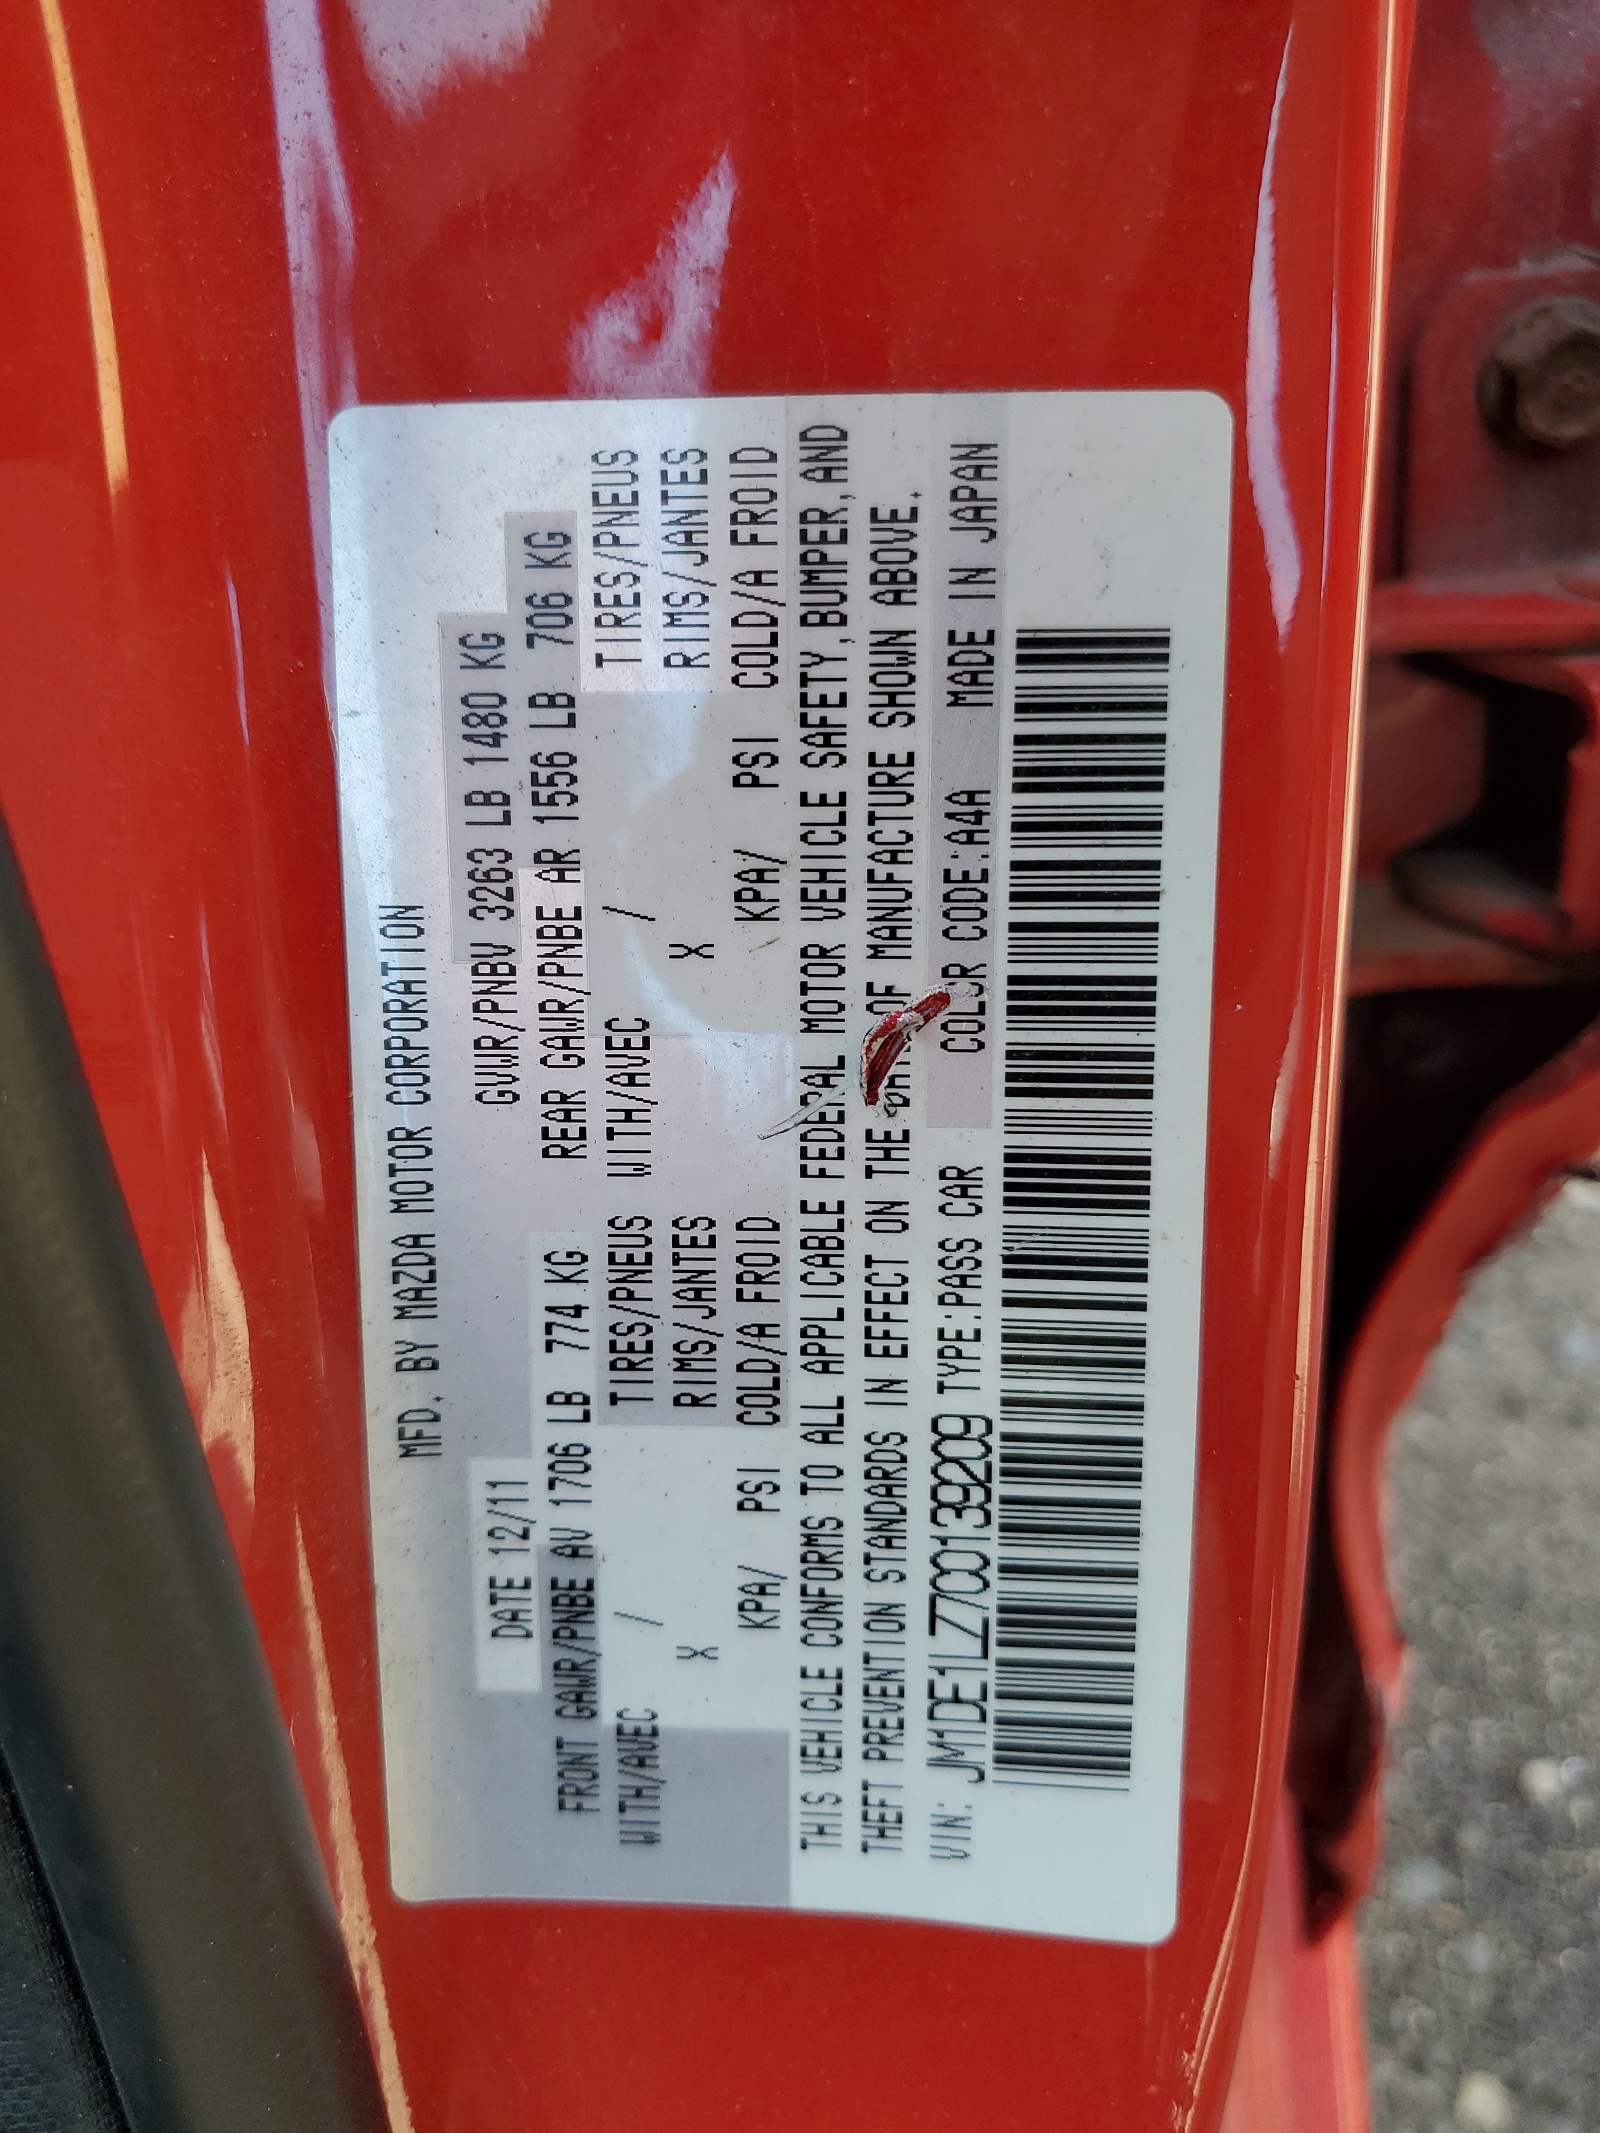 MFD. BY MAZDA MOTOR CORPORATION
DATE 12/11 GVWR/PNBV 3263 LB 1480 KG
FRONT GAWR/PNBE AV 1706 LB 774 KG REAR GAWR/PNBE AR 1556 LB 706 KG
WITH/AVEC / TIRES/PNEUS WITH/AVEC / TIRES/PNEUS
X RIMS/JANTES X RIMS/JANTES
KPA/ PSI COLD/A FROID KPA/ PSI COLD/A FROID
THIS VEHICLE CONFORMS TO ALL APPLICABLE FEDERAL MOTOR VEHICLE SAFETY,BUMPER,AND
THEFT PREVENTION STANDARDS IN EFFECT ON THE OF MANUFACTURE SHOWN ABOVE.
VIN: JM1DE1LZ7C0139209 TYPE:PASS CAR COLOR CODE:A4A MADE IN JAPAN